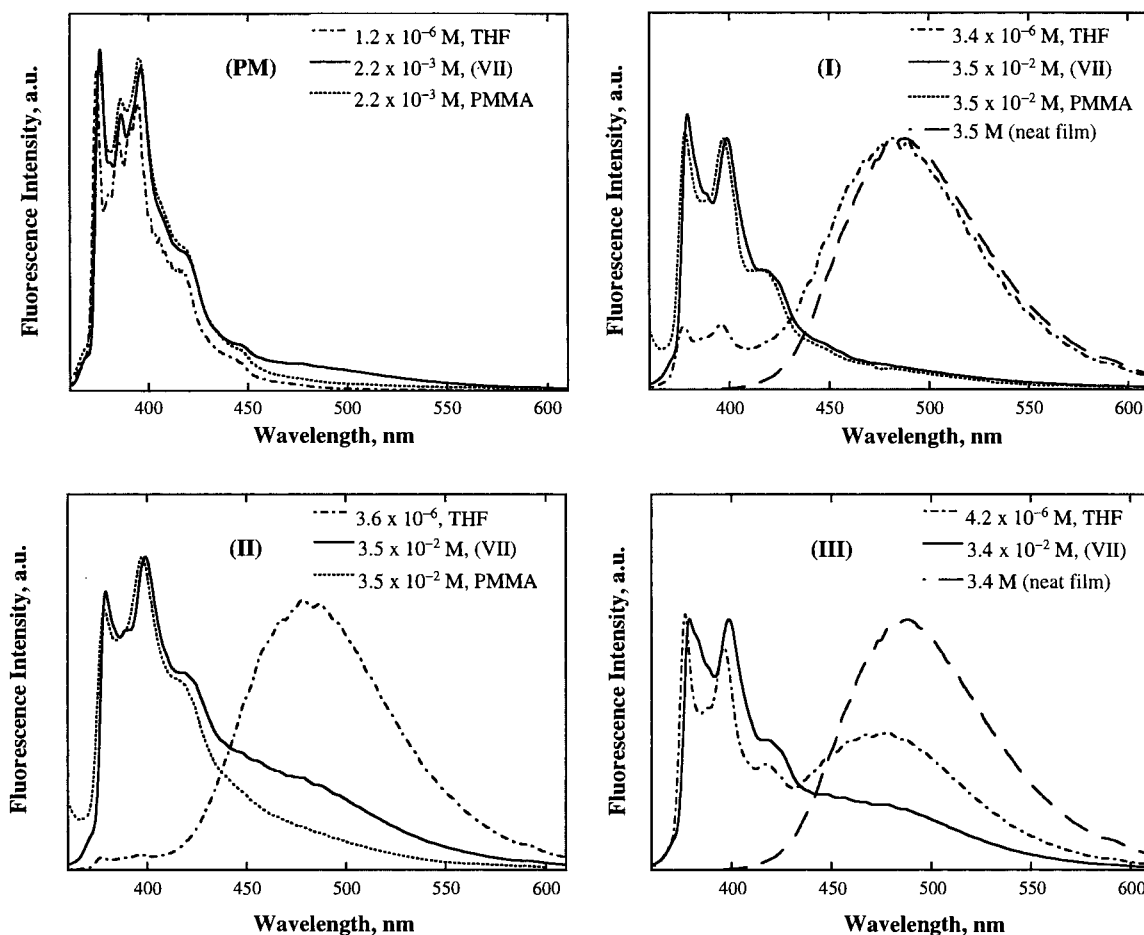 (PM)
1.2 x 10⁻⁶ M, THF
2.2 x 10⁻³ M, (VII)
2.2 x 10⁻³ M, PMMA
Fluorescence Intensity, a.u.
400 450 500 550 600
Wavelength, nm
(I)
3.4 x 10⁻⁶ M, THF
3.5 x 10⁻² M, (VII)
3.5 x 10⁻² M, PMMA
3.5 M (neat film)
Fluorescence Intensity, a.u.
400 450 500 550 600
Wavelength, nm
(II)
3.6 x 10⁻⁶, THF
3.5 x 10⁻² M, (VII)
3.5 x 10⁻² M, PMMA
Fluorescence Intensity, a.u.
400 450 500 550 600
Wavelength, nm
(III)
4.2 x 10⁻⁶ M, THF
3.4 x 10⁻² M, (VII)
3.4 M (neat film)
Fluorescence Intensity, a.u.
400 450 500 550 600
Wavelength, nm